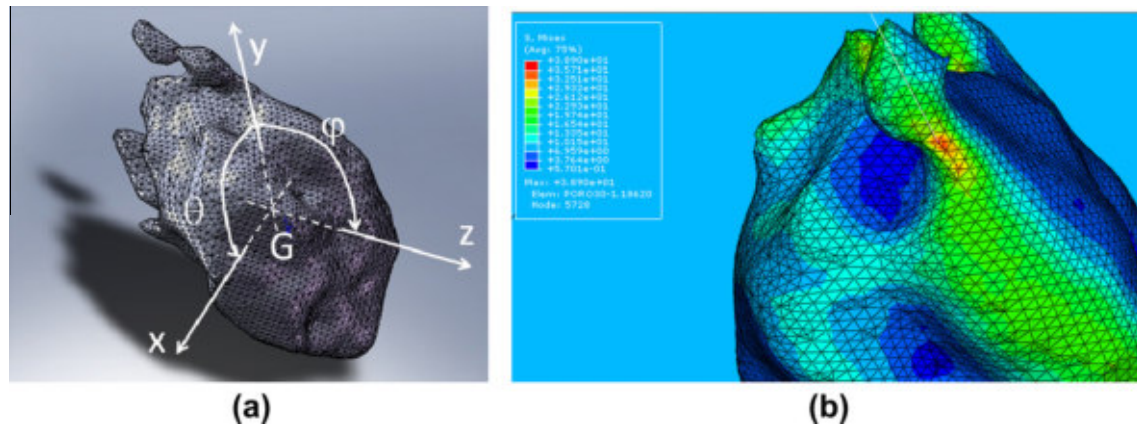 y
φ
θ
G
z
x
S, Mises
(Avg: 75%)
+3.890e+01
+3.571e+01
+3.251e+01
+2.932e+01
+2.612e+01
+2.293e+01
+1.974e+01
+1.654e+01
+1.335e+01
+1.015e+01
+6.959e+00
+3.764e+00
+5.701e-01
Max: +3.890e+01
Node: 5728
(a)
(b)